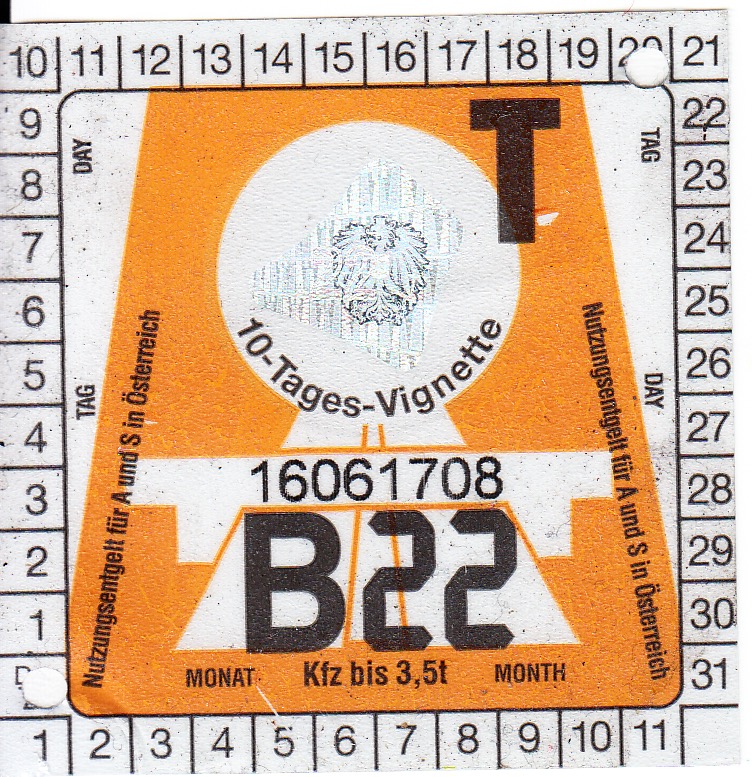 10 11 12 13 14 15 16 17 18 19 20 21
9
8
7
6
5
4
3
2
1
DAY
TAG
Nutzungsentgelt für A und S in Österreich
T
10-Tages-Vignette
16061708
B22
MONAT Kfz bis 3,5t MONTH
TAG
DAY
Nutzungsentgelt für A und S in Österreich
22
23
24
25
26
27
28
29
30
31
1 2 3 4 5 6 7 8 9 10 11